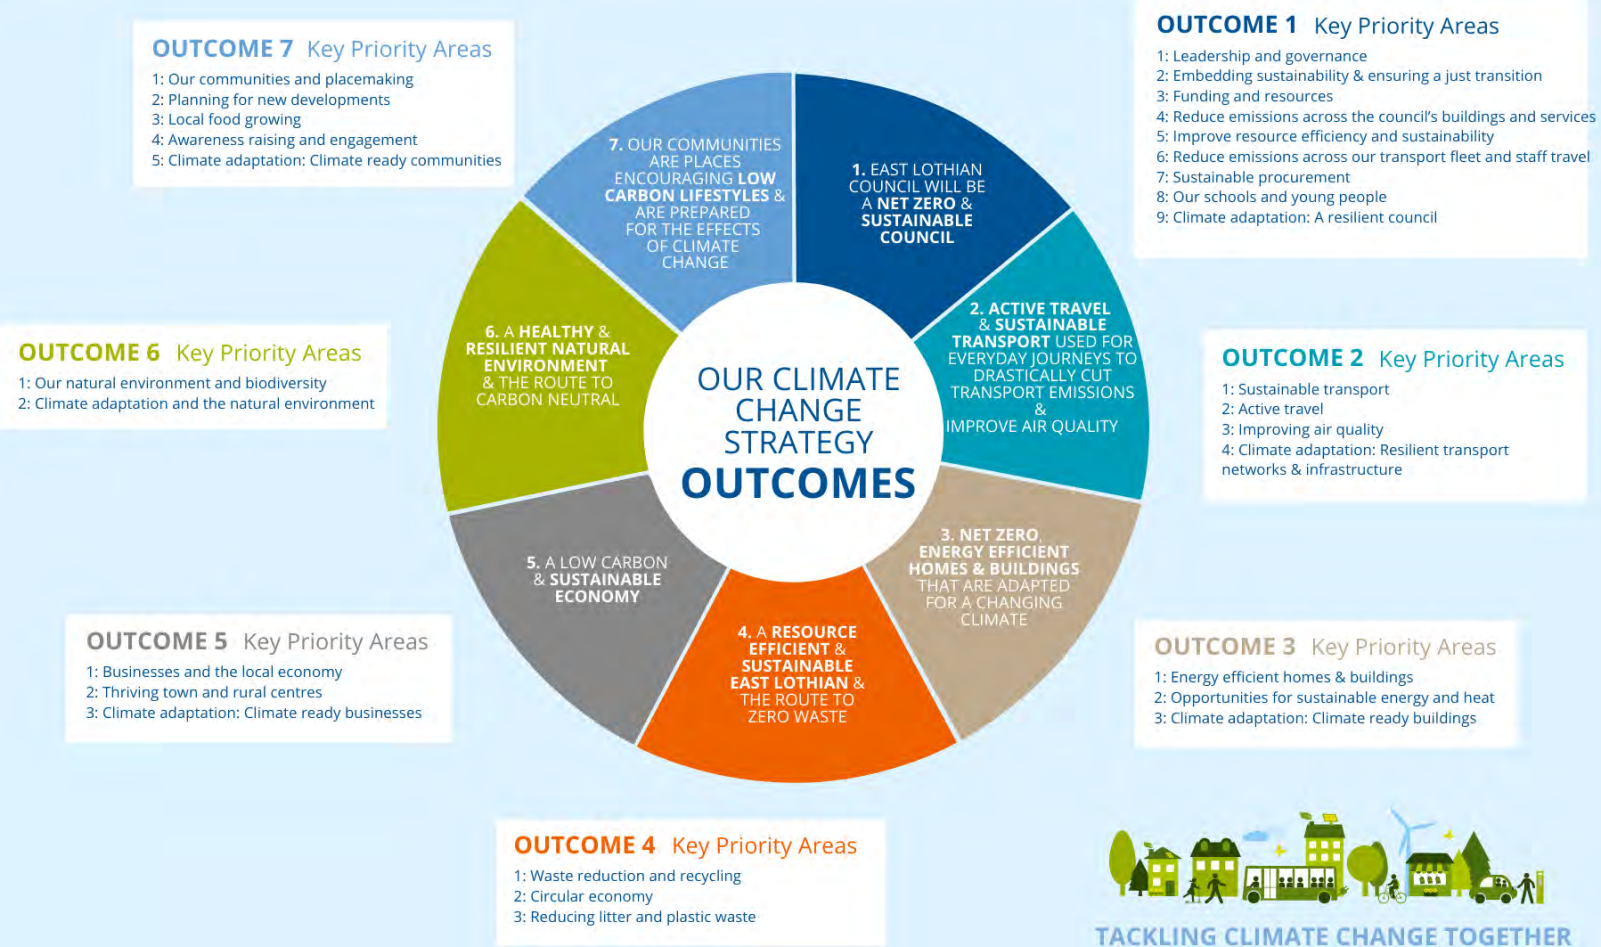 OUTCOME 7 Key Priority Areas
1: Our communities and placemaking
2: Planning for new developments
3: Local food growing
4: Awareness raising and engagement
5: Climate adaptation: Climate ready communities
OUTCOME 1 Key Priority Areas
1: Leadership and governance
2: Embedding sustainability & ensuring a just transition
3: Funding and resources
4: Reduce emissions across the council's buildings and services
5: Improve resource efficiency and sustainability
6: Reduce emissions across our transport fleet and staff travel
7: Sustainable procurement
8: Our schools and young people
9: Climate adaptation: A resilient council
7. OUR COMMUNITIES
ARE PLACES
ENCOURAGING LOW
CARBON LIFESTYLES &
ARE PREPARED
FOR THE EFFECTS
OF CLIMATE
CHANGE
1. EAST LOTHIAN
COUNCIL WILL BE
A NET ZERO &
SUSTAINABLE
COUNCIL
2. ACTIVE TRAVEL
& SUSTAINABLE
TRANSPORT USED FOR
EVERYDAY JOURNEYS TO
DRASTICALLY CUT
TRANSPORT EMISSIONS
&
IMPROVE AIR QUALITY
6. A HEALTHY &
RESILIENT NATURAL
ENVIRONMENT
& THE ROUTE TO
CARBON NEUTRAL
OUR CLIMATE
CHANGE
STRATEGY
OUTCOMES
OUTCOME 6 Key Priority Areas
1: Our natural environment and biodiversity
2: Climate adaptation and the natural environment
OUTCOME 2 Key Priority Areas
1: Sustainable transport
2: Active travel
3: Improving air quality
4: Climate adaptation: Resilient transport
networks & infrastructure
3. NET ZERO,
ENERGY EFFICIENT
HOMES & BUILDINGS
THAT ARE ADAPTED
FOR A CHANGING
CLIMATE
5. A LOW CARBON
& SUSTAINABLE
ECONOMY
4. A RESOURCE
EFFICIENT &
SUSTAINABLE
EAST LOTHIAN &
THE ROUTE TO
ZERO WASTE
OUTCOME 5 Key Priority Areas
1: Businesses and the local economy
2: Thriving town and rural centres
3: Climate adaptation: Climate ready businesses
OUTCOME 3 Key Priority Areas
1: Energy efficient homes & buildings
2: Opportunities for sustainable energy and heat
3: Climate adaptation: Climate ready buildings
OUTCOME 4 Key Priority Areas
1: Waste reduction and recycling
2: Circular economy
3: Reducing litter and plastic waste
TACKLING CLIMATE CHANGE TOGETHER